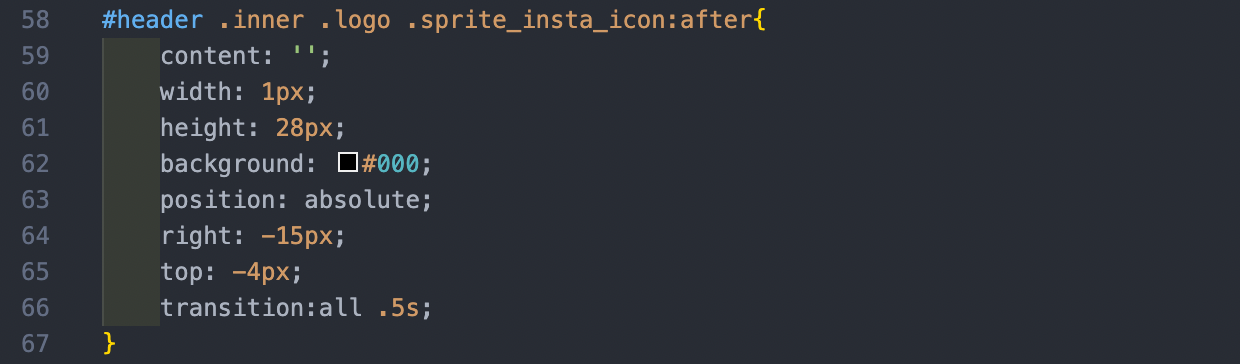 58 #header .inner .logo .sprite_insta_icon:after{
59 content: '';
60 width: 1px;
61 height: 28px;
62 background: #000;
63 position: absolute;
64 right: -15px;
65 top: -4px;
66 transition:all .5s;
67 }